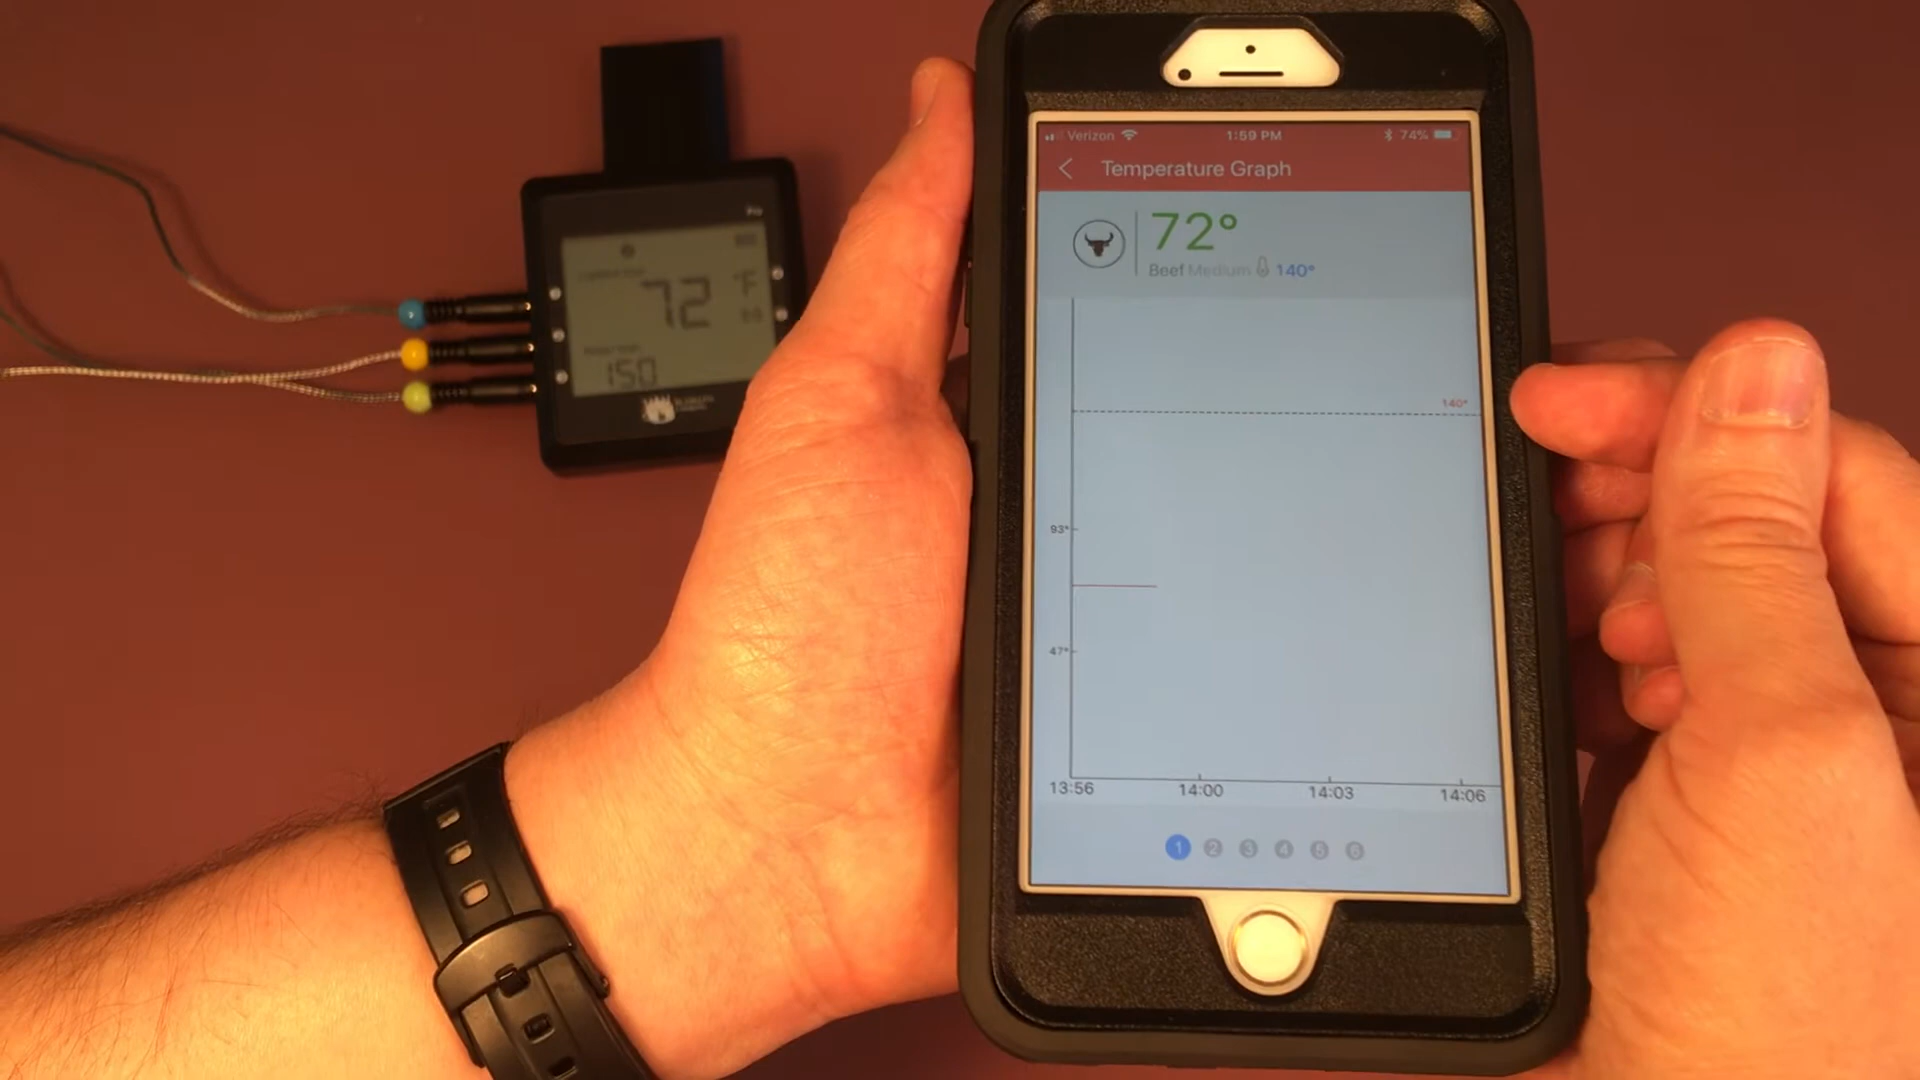 Verizon 1:59 PM 74%
Temperature Graph
72°
Beef Medium 140°
140°
93°
47°
13:56 14:00 14:03 14:06
1 2 3 4 5 6
Pro
72 °F
150